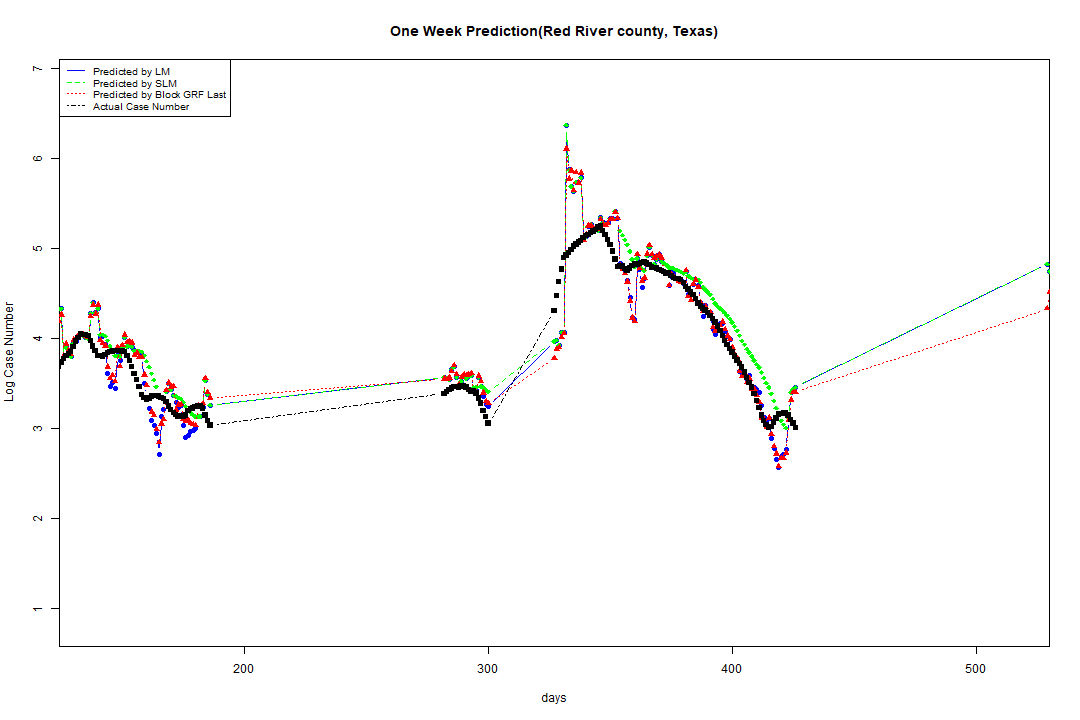 One Week Prediction(Red River county, Texas)
Predicted by LM
Predicted by SLM
Predicted by Block GRF Last
Actual Case Number
7
6
5
4
3
2
1
Log Case Number
200 300 400 500
days